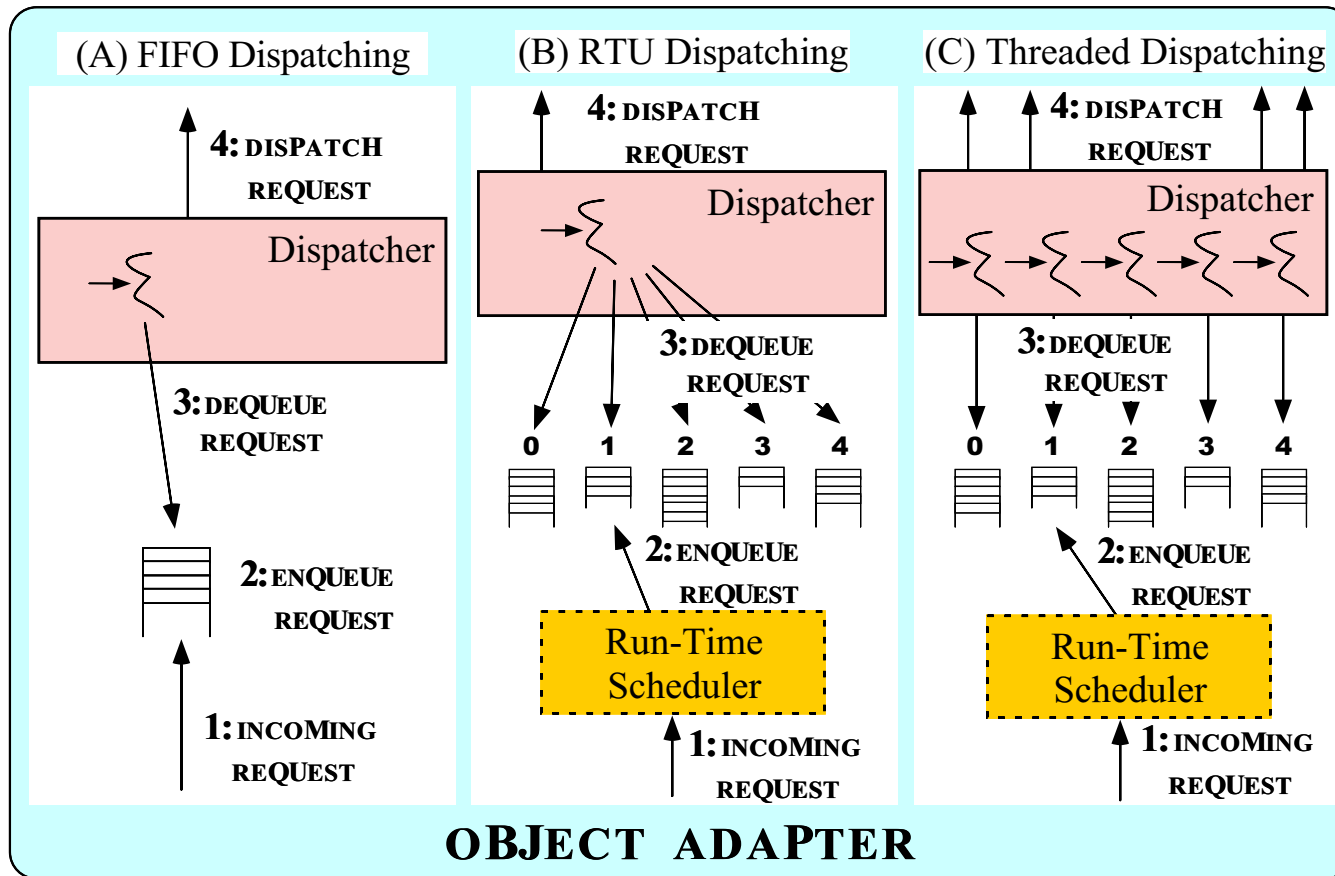 (A) FIFO Dispatching
4: DISPATCH
REQUEST
Dispatcher
3: DEQUEUE
REQUEST
2: ENQUEUE
REQUEST
1: INCOMING
REQUEST
(B) RTU Dispatching
4: DISPATCH
REQUEST
Dispatcher
3: DEQUEUE
REQUEST
0 1 2 3 4
2: ENQUEUE
REQUEST
Run-Time
Scheduler
1: INCOMING
REQUEST
(C) Threaded Dispatching
4: DISPATCH
REQUEST
Dispatcher
3: DEQUEUE
REQUEST
0 1 2 3 4
2: ENQUEUE
REQUEST
Run-Time
Scheduler
1: INCOMING
REQUEST
OBJECT ADAPTER